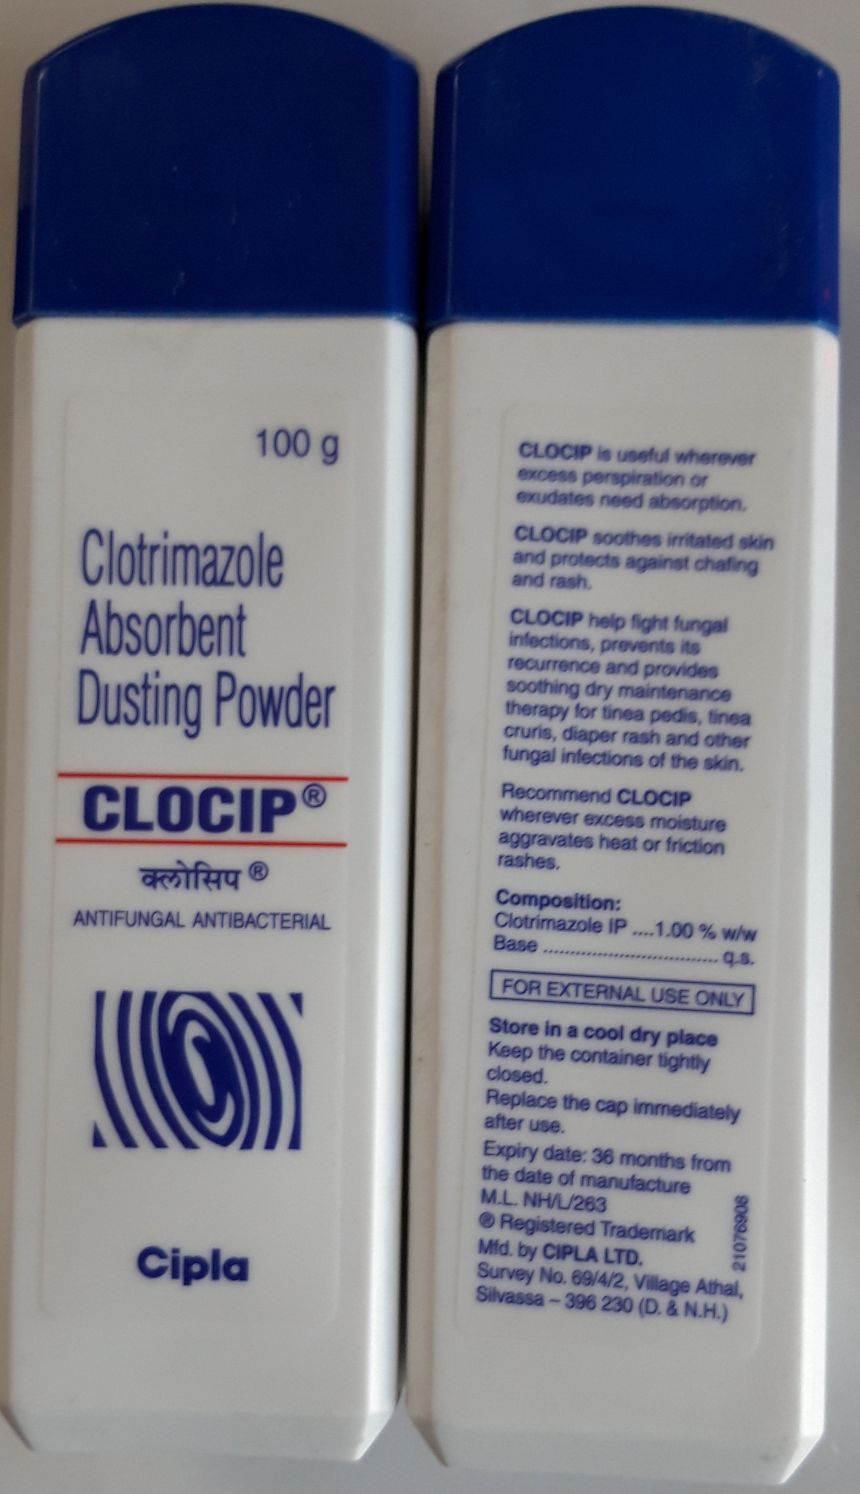 100 g
Clotrimazole
Absorbent
Dusting Powder
CLOCIP®
क्लोसिप ®
ANTIFUNGAL ANTIBACTERIAL
Cipla
CLOCIP is useful wherever
excess perspiration or
exudates need absorption.
CLOCIP soothes irritated skin
and protects against chafing
and rash.
CLOCIP help fight fungal
infections, prevents its
recurrence and provides
soothing dry maintenance
therapy for tinea pedis, tinea
cruris, diaper rash and other
fungal infections of the skin.
Recommend CLOCIP
wherever excess moisture
aggravates heat or friction
rashes.
Composition:
Clotrimazole IP ....1.00 % w/w
Base .................................. q.s.
FOR EXTERNAL USE ONLY
Store in a cool dry place
Keep the container tightly
closed.
Replace the cap immediately
after use.
Expiry date: 36 months from
the date of manufacture
M.L. NH/L/263
® Registered Trademark
Mfd. by CIPLA LTD.
Survey No. 69/4/2, Village Athal,
Silvassa – 396 230 (D. & N.H.)
21076908